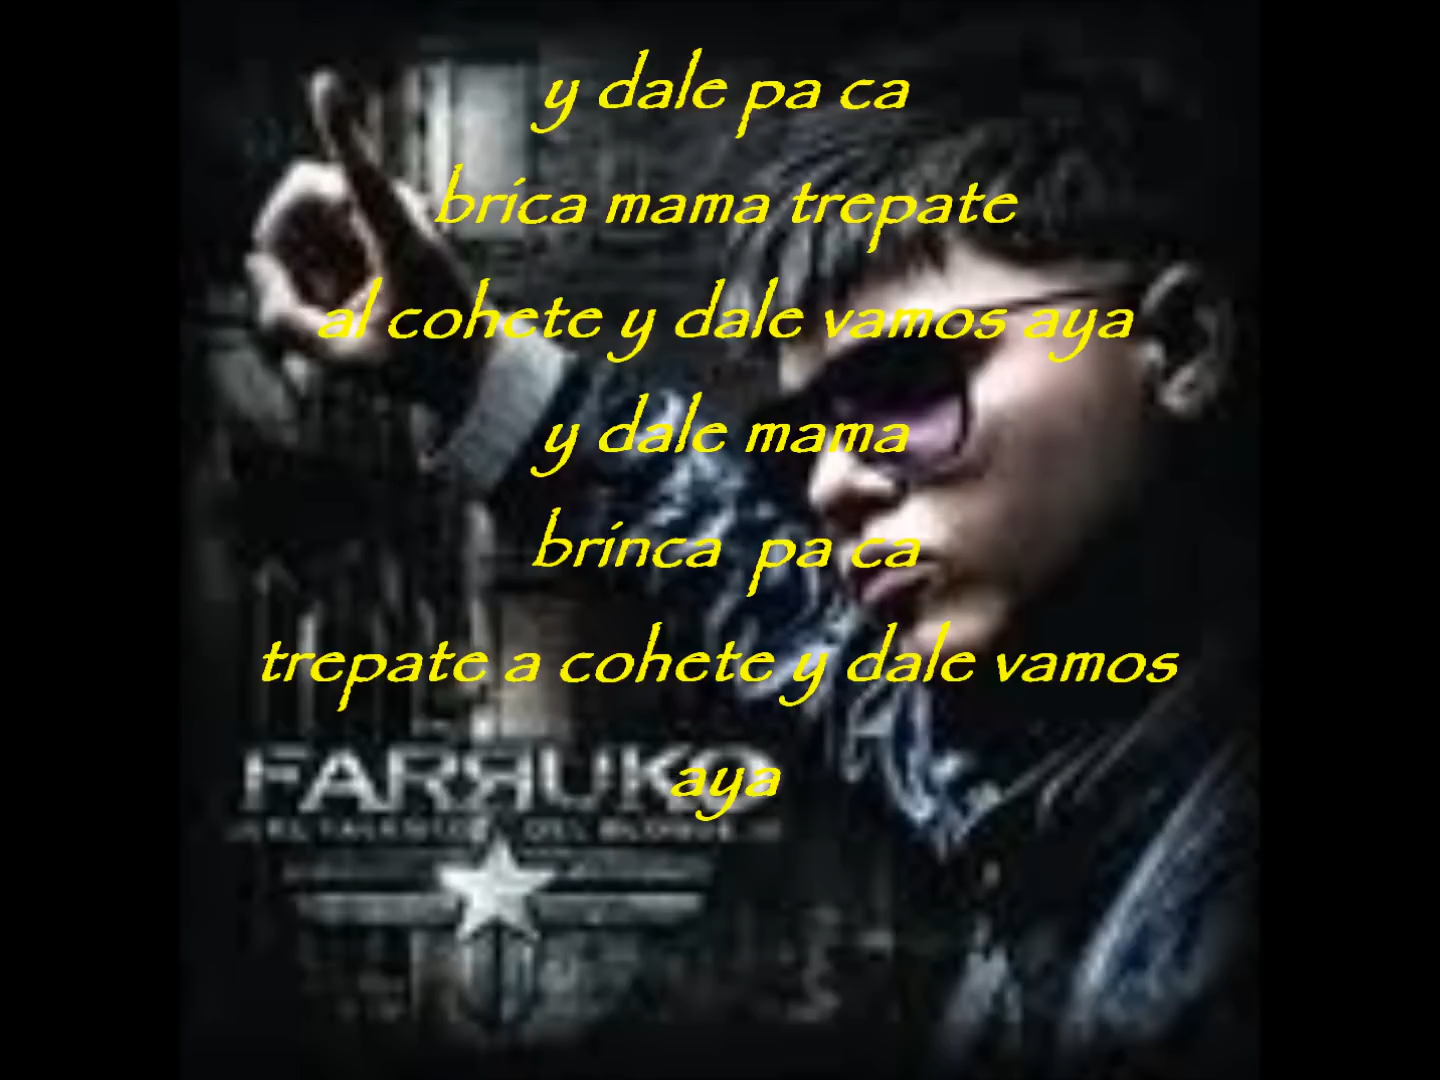 y dale pa ca
brica mama trepate
al cohete y dale vamos aya
y dale mama
brinca pa ca
trepate a cohete y dale vamos
aya
FARЯUKO